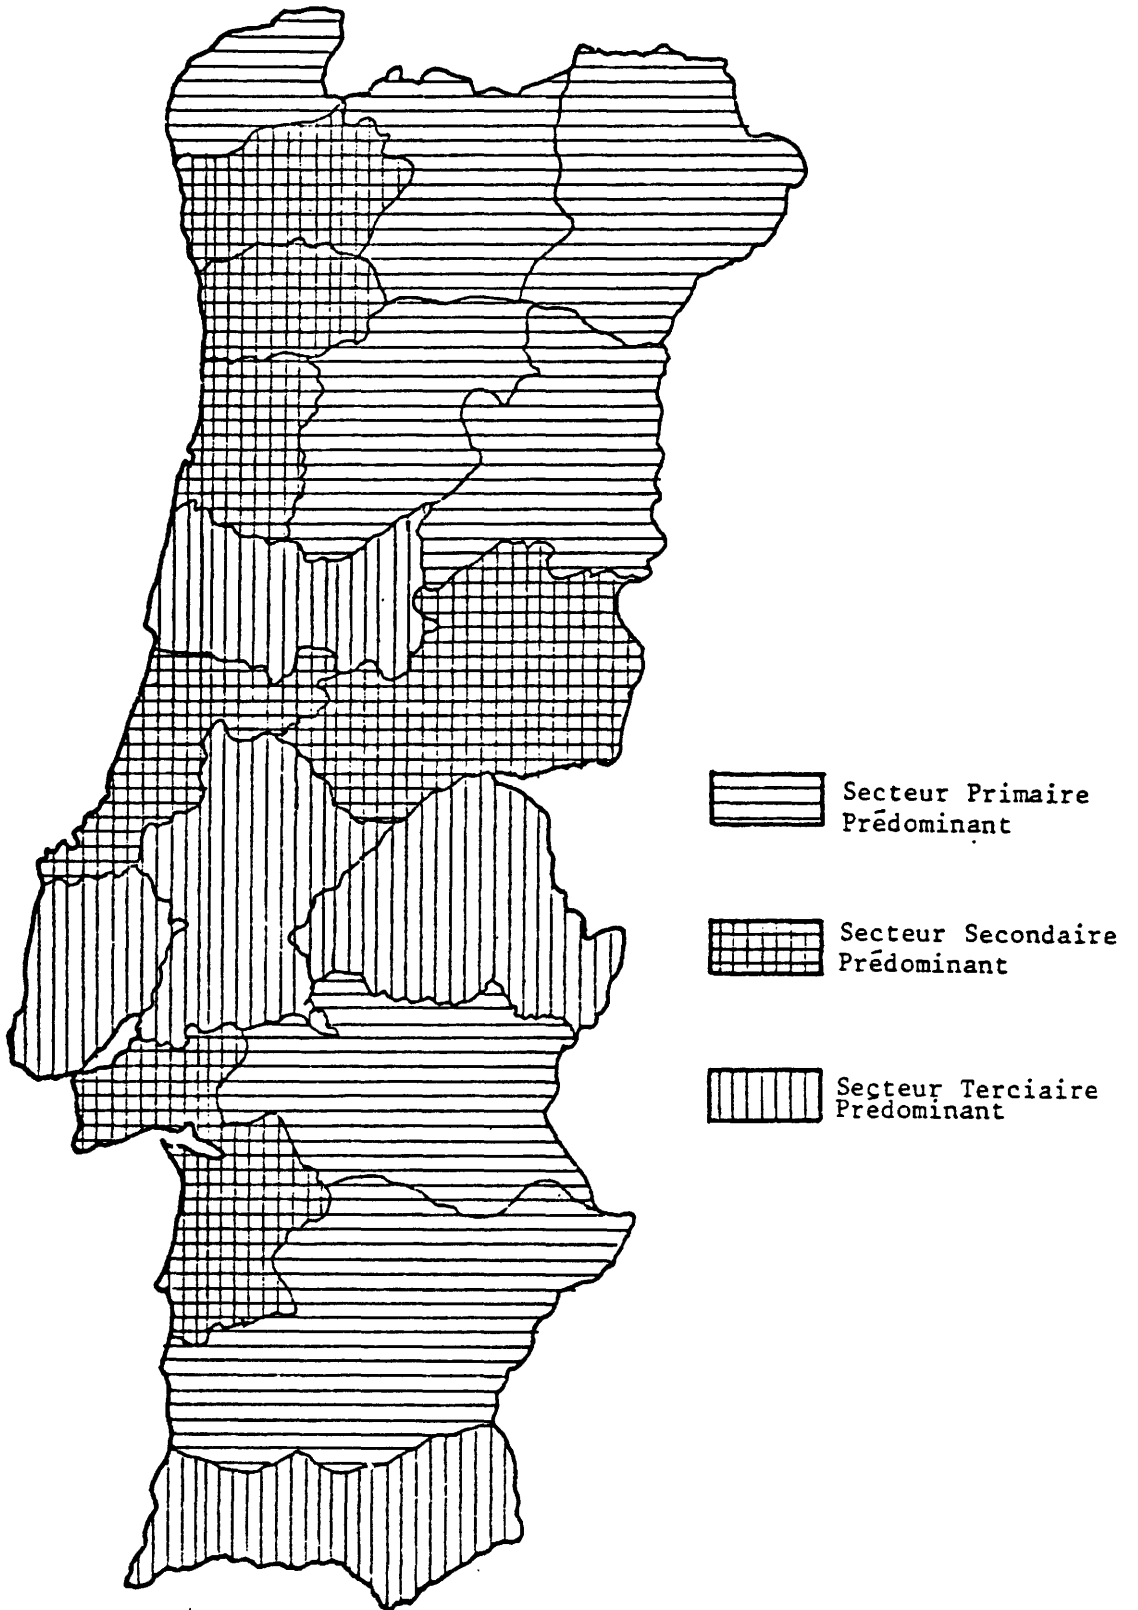 Secteur Primaire
Prédominant
Secteur Secondaire
Prédominant
Secteur Terciaire
Prédominant